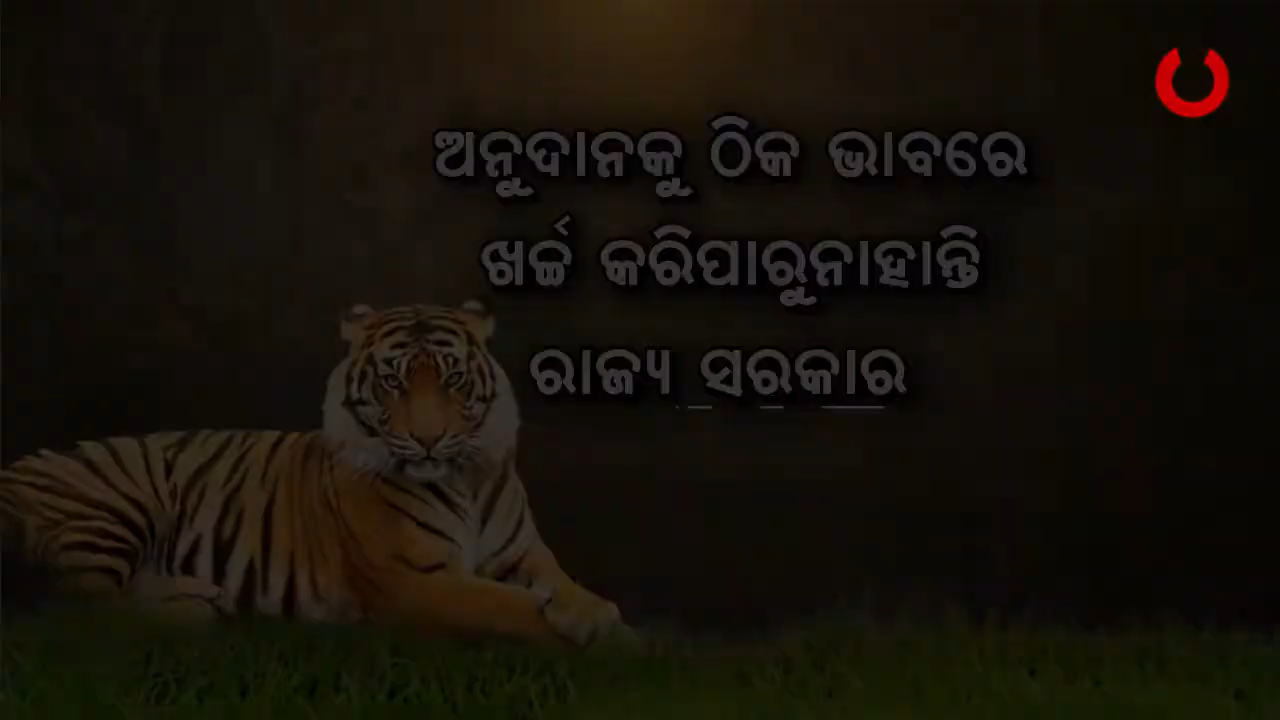 ଅନୁଦାନକୁ ଠିକ ଭାବରେ
ଖର୍ଚ୍ଚ କରିପାରୁନାହାନ୍ତି
ରାଜ୍ୟ ସରକାର